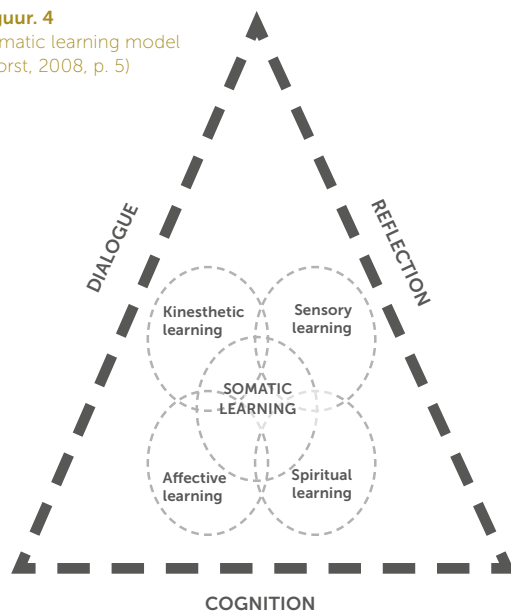 guur. 4
matic learning model
orst, 2008, p. 5)
DIALOGUE
REFLECTION
Kinesthetic
learning
Sensory
learning
SOMATIC
LEARNING
Affective
learning
Spiritual
learning
COGNITION